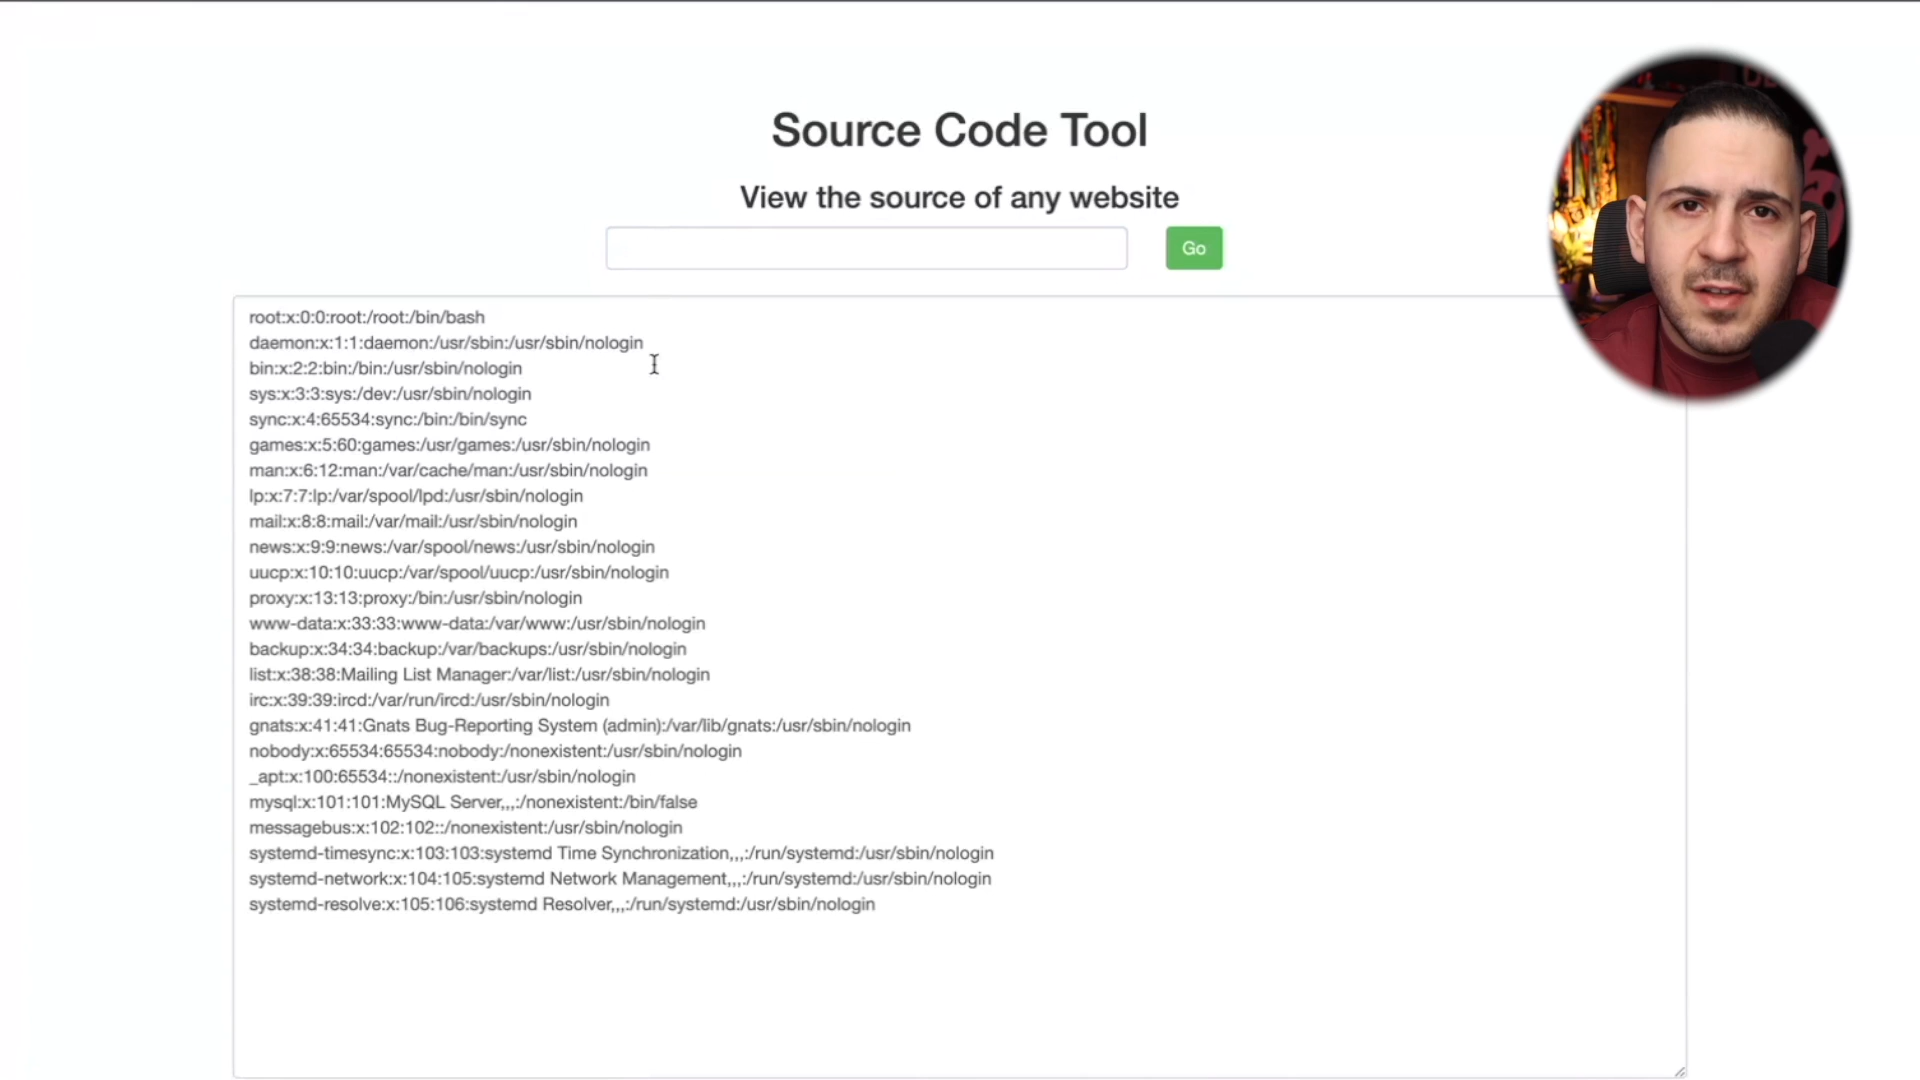 Source Code Tool
View the source of any website
Go
root:x:0:0:root:/root:/bin/bash
daemon:x:1:1:daemon:/usr/sbin:/usr/sbin/nologin
bin:x:2:2:bin:/bin:/usr/sbin/nologin
sys:x:3:3:sys:/dev:/usr/sbin/nologin
sync:x:4:65534:sync:/bin:/bin/sync
games:x:5:60:games:/usr/games:/usr/sbin/nologin
man:x:6:12:man:/var/cache/man:/usr/sbin/nologin
lp:x:7:7:lp:/var/spool/lpd:/usr/sbin/nologin
mail:x:8:8:mail:/var/mail:/usr/sbin/nologin
news:x:9:9:news:/var/spool/news:/usr/sbin/nologin
uucp:x:10:10:uucp:/var/spool/uucp:/usr/sbin/nologin
proxy:x:13:13:proxy:/bin:/usr/sbin/nologin
www-data:x:33:33:www-data:/var/www:/usr/sbin/nologin
backup:x:34:34:backup:/var/backups:/usr/sbin/nologin
list:x:38:38:Mailing List Manager:/var/list:/usr/sbin/nologin
irc:x:39:39:ircd:/var/run/ircd:/usr/sbin/nologin
gnats:x:41:41:Gnats Bug-Reporting System (admin):/var/lib/gnats:/usr/sbin/nologin
nobody:x:65534:65534:nobody:/nonexistent:/usr/sbin/nologin
_apt:x:100:65534::/nonexistent:/usr/sbin/nologin
mysql:x:101:101:MySQL Server,,,:/nonexistent:/bin/false
messagebus:x:102:102::/nonexistent:/usr/sbin/nologin
systemd-timesync:x:103:103:systemd Time Synchronization,,,:/run/systemd:/usr/sbin/nologin
systemd-network:x:104:105:systemd Network Management,,,:/run/systemd:/usr/sbin/nologin
systemd-resolve:x:105:106:systemd Resolver,,,:/run/systemd:/usr/sbin/nologin